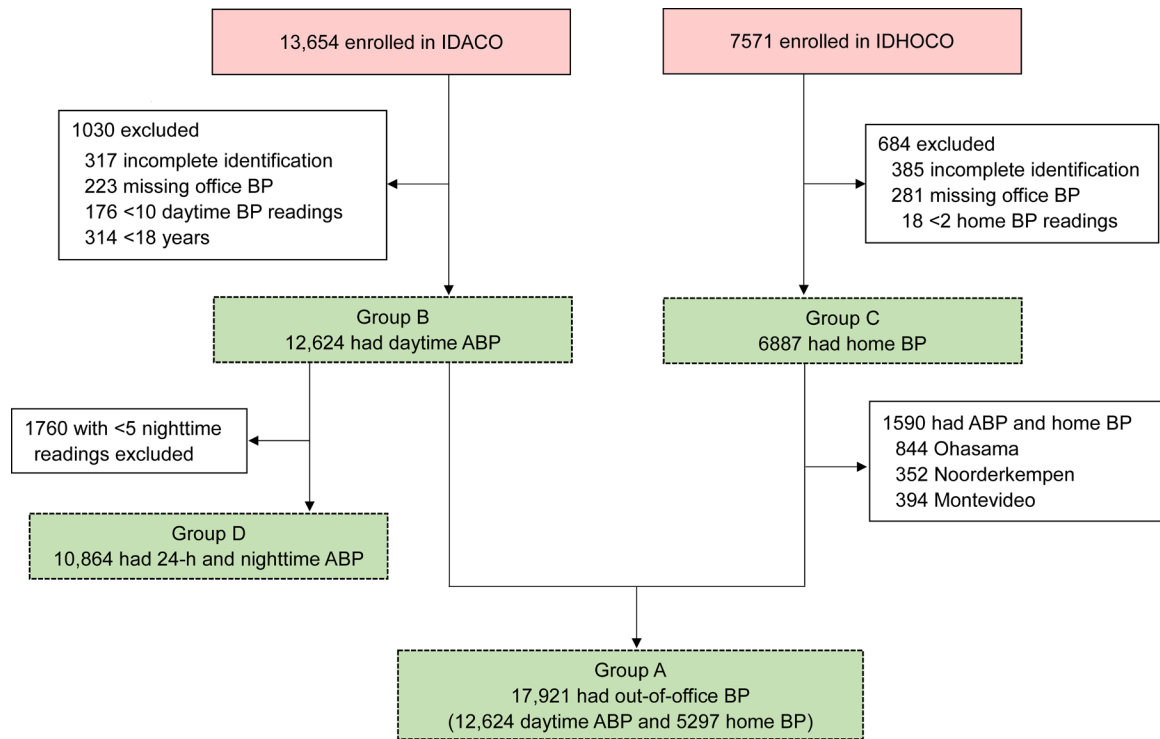 13,654 enrolled in IDACO
7571 enrolled in IDHOCO
1030 excluded
317 incomplete identification
223 missing office BP
176 <10 daytime BP readings
314 <18 years
684 excluded
385 incomplete identification
281 missing office BP
18 <2 home BP readings
Group B
12,624 had daytime ABP
Group C
6887 had home BP
1760 with <5 nighttime
readings excluded
1590 had ABP and home BP
844 Ohasama
352 Noorderkempen
394 Montevideo
Group D
10,864 had 24-h and nighttime ABP
Group A
17,921 had out-of-office BP
(12,624 daytime ABP and 5297 home BP)